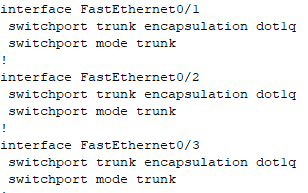 interface FastEthernet0/1
 switchport trunk encapsulation dot1q
 switchport mode trunk
!
interface FastEthernet0/2
 switchport trunk encapsulation dot1q
 switchport mode trunk
!
interface FastEthernet0/3
 switchport trunk encapsulation dot1q
 switchport mode trunk